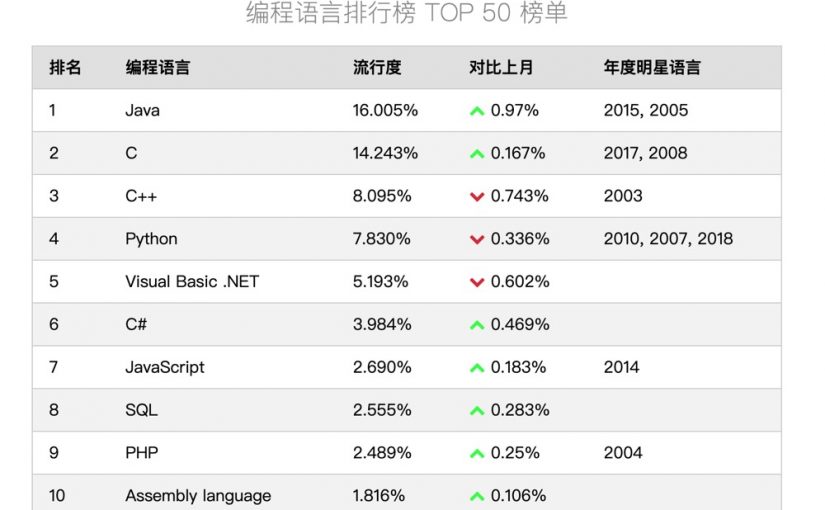 编程语言排行榜 TOP 50 榜单
排名 编程语言 流行度 对比上月 年度明星语言
1 Java 16.005% 0.97% 2015, 2005
2 C 14.243% 0.167% 2017, 2008
3 C++ 8.095% 0.743% 2003
4 Python 7.830% 0.336% 2010, 2007, 2018
5 Visual Basic .NET 5.193% 0.602%
6 C# 3.984% 0.469%
7 JavaScript 2.690% 0.183% 2014
8 SQL 2.555% 0.283%
9 PHP 2.489% 0.25% 2004
10 Assembly language 1.816% 0.106%